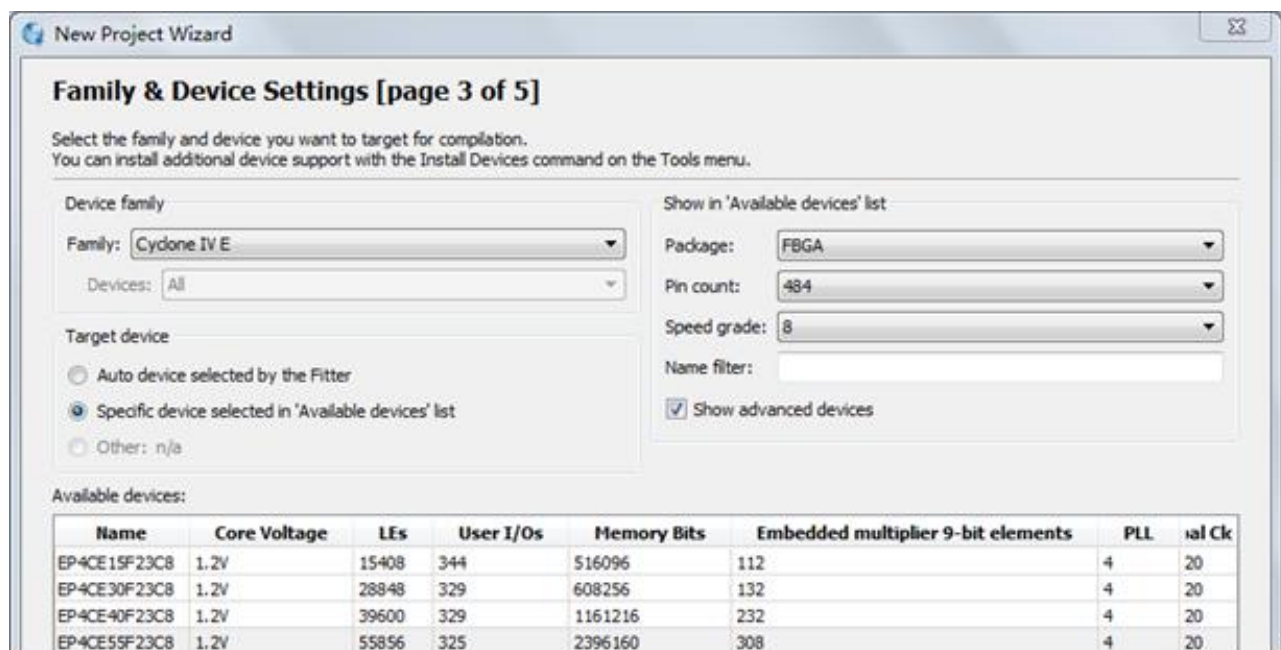 New Project Wizard
Family & Device Settings [page 3 of 5]
Select the family and device you want to target for compilation.
You can install additional device support with the Install Devices command on the Tools menu.
Device family
Family: Cyclone IV E
Devices: All
Target device
Auto device selected by the Fitter
Specific device selected in 'Available devices' list
Other: n/a
Show in 'Available devices' list
Package: FBGA
Pin count: 484
Speed grade: 8
Name filter:
Show advanced devices
Available devices:
Name Core Voltage LEs User I/Os Memory Bits Embedded multiplier 9-bit elements PLL al Clk
EP4CE15F23C8 1.2V 15408 344 516096 112 4 20
EP4CE30F23C8 1.2V 28848 329 608256 132 4 20
EP4CE40F23C8 1.2V 39600 329 1161216 232 4 20
EP4CE55F23C8 1.2V 55856 325 2396160 308 4 20